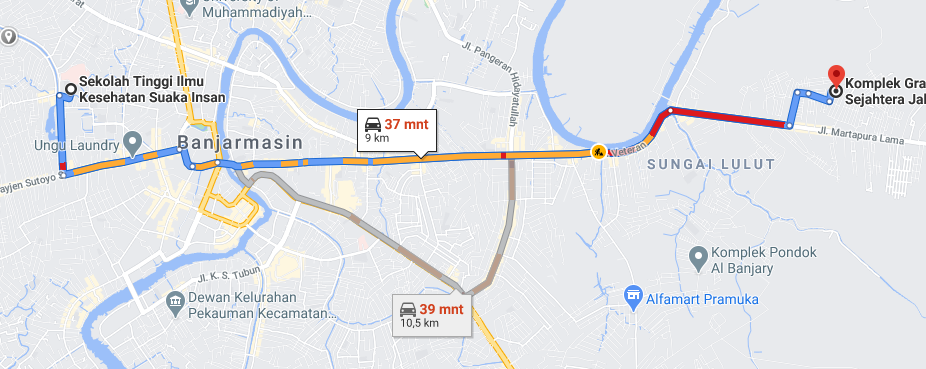 University of
Muhammadiyah...
Jl. Pangeran Hidayatullah
Sekolah Tinggi Ilmu
Kesehatan Suaka Insan
Komplek Gra
Sejahtera Jal
37 mnt
9 km
Ungu Laundry
Banjarmasin
Jl. Martapura Lama
Veteran
SUNGAI LULUT
ayjen Sutoyo
Komplek Pondok
Al Banjary
Jl. K. S. Tubun
Dewan Kelurahan
Pekauman Kecamatan...
Alfamart Pramuka
39 mnt
10,5 km